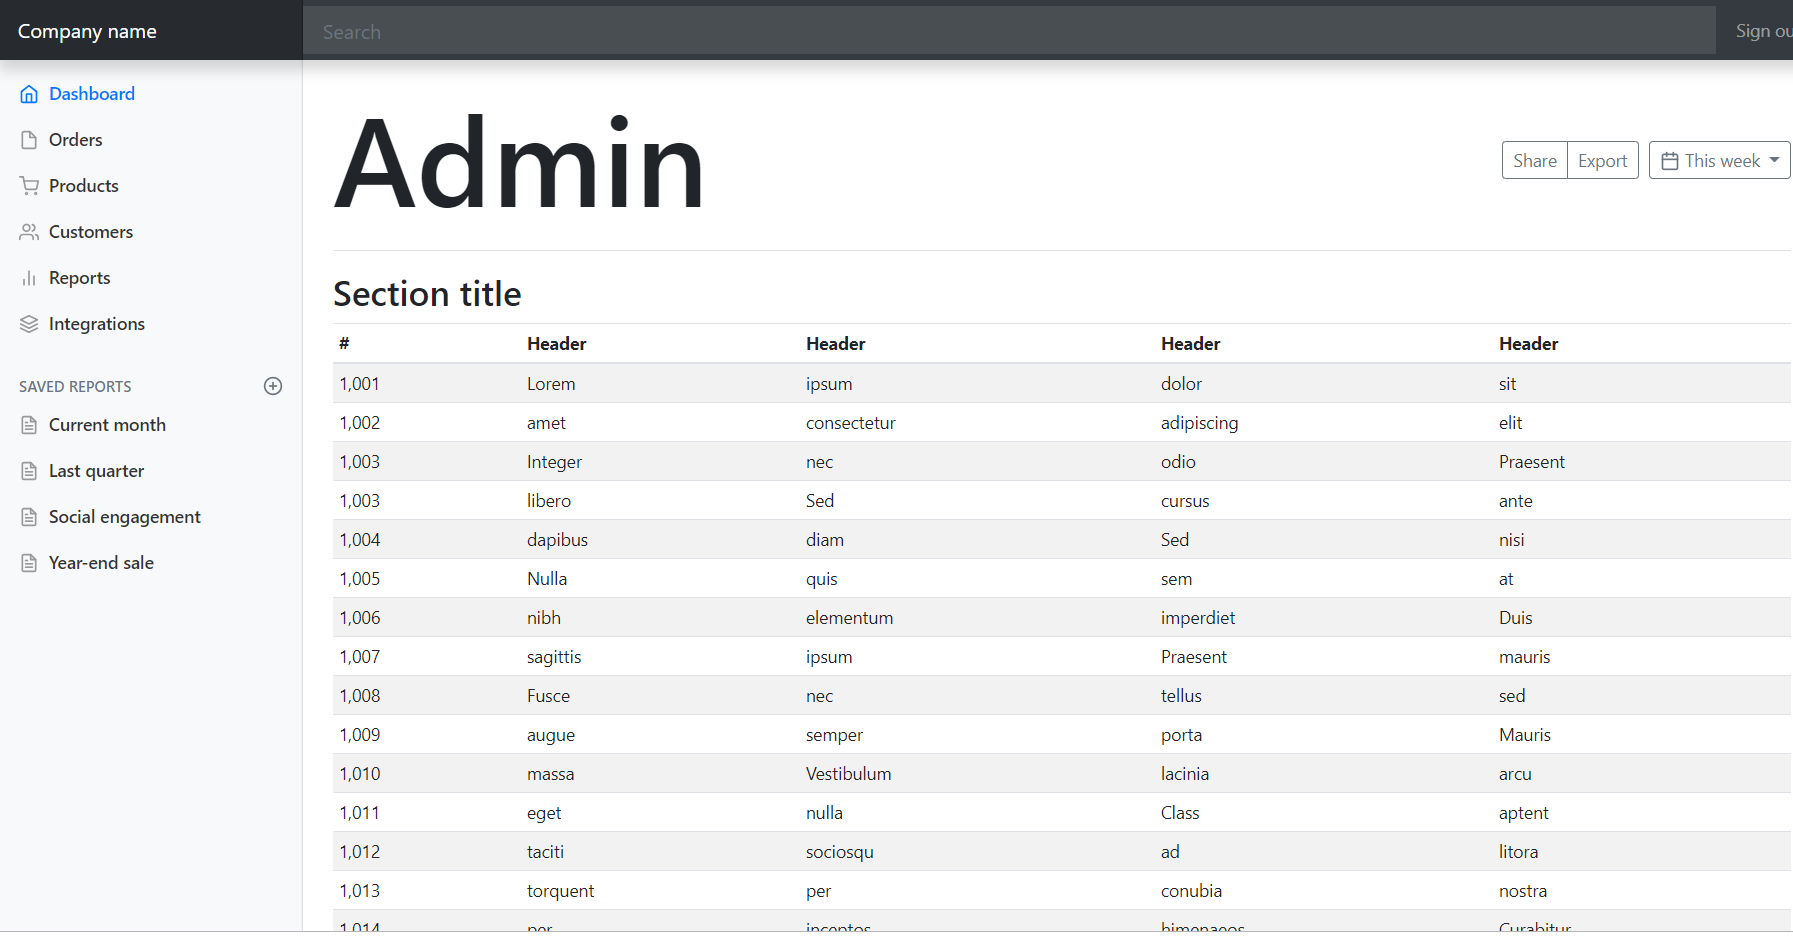 Company name
Search
Sign ou
Dashboard
Orders
Products
Customers
Reports
Integrations
SAVED REPORTS
Current month
Last quarter
Social engagement
Year-end sale
Admin
Share Export This week
Section title
# Header Header Header Header
1,001 Lorem ipsum dolor sit
1,002 amet consectetur adipiscing elit
1,003 Integer nec odio Praesent
1,003 libero Sed cursus ante
1,004 dapibus diam Sed nisi
1,005 Nulla quis sem at
1,006 nibh elementum imperdiet Duis
1,007 sagittis ipsum Praesent mauris
1,008 Fusce nec tellus sed
1,009 augue semper porta Mauris
1,010 massa Vestibulum lacinia arcu
1,011 eget nulla Class aptent
1,012 taciti sociosqu ad litora
1,013 torquent per conubia nostra
1,014 per inceptos himenaeos Curabitur